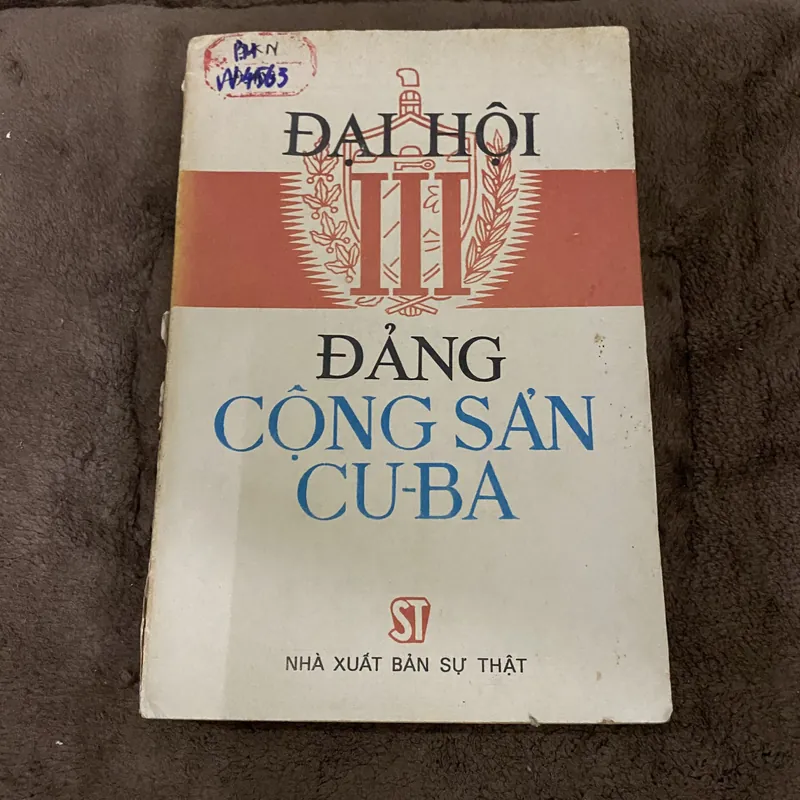 ĐẠI HỘI
III
ĐẢNG
CỘNG SẢN
CU-BA
ST
NHÀ XUẤT BẢN SỰ THẬT